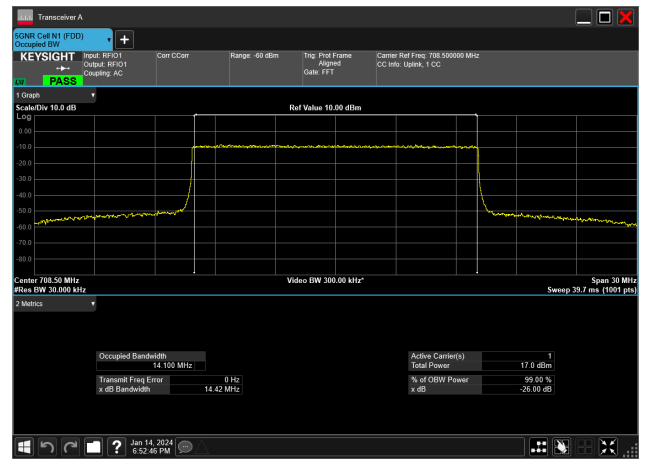 Transceiver A
5GNR Cell N1 (FDD)
Occupied BW
+
KEYSIGHT
LW
PASS
Input: RFIO1
Output: RFIO1
Coupling: AC
Corr CCorr
Range: -60 dBm
Trig: Prot Frame
Aligned
Gate: FFT
Carrier Ref Freq: 708.500000 MHz
CC Info: Uplink, 1 CC
1 Graph
Scale/Div 10.0 dB
Ref Value 10.00 dBm
Log
0.00
-10.0
-20.0
-30.0
-40.0
-50.0
-60.0
-70.0
-80.0
Center 708.50 MHz
Video BW 300.00 kHz*
Span 30 MHz
#Res BW 30.000 kHz
Sweep 39.7 ms (1001 pts)
2 Metrics
Occupied Bandwidth
14.100 MHz
Active Carrier(s) 1
Total Power 17.0 dBm
Transmit Freq Error 0 Hz
x dB Bandwidth 14.42 MHz
% of OBW Power 99.00 %
x dB -26.00 dB
?
Jan 14, 2024
6:52:46 PM